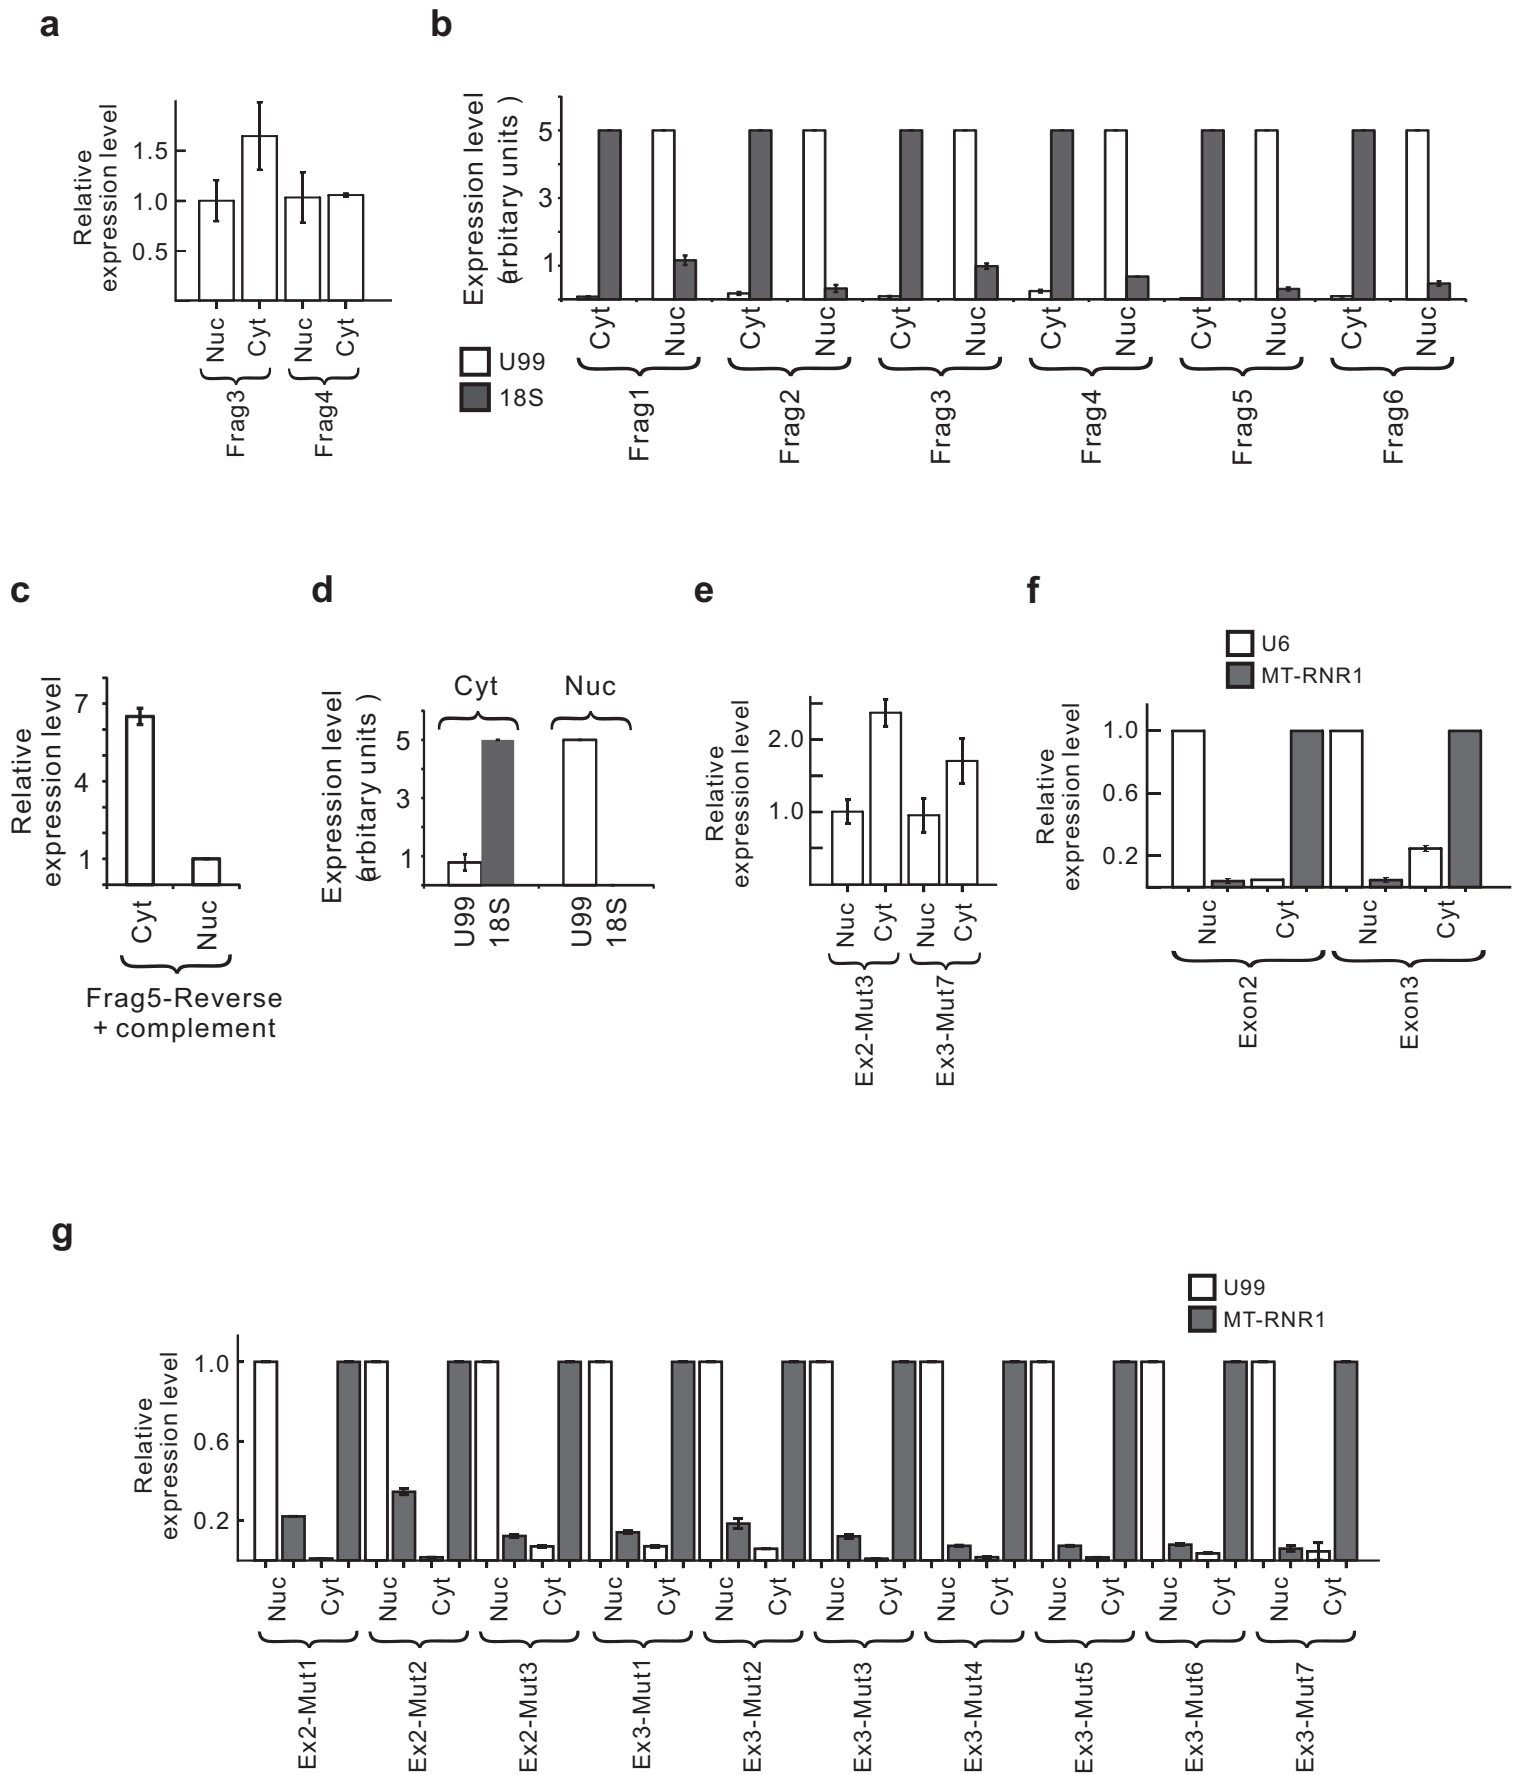 a
Relative
expression level
1.5
1.0
0.5
Nuc
Cyt
Nuc
Cyt
Frag3
Frag4
b
Expression level
(arbitary units )
5
3
1
U99
18S
Cyt
Nuc
Cyt
Nuc
Cyt
Nuc
Cyt
Nuc
Cyt
Nuc
Cyt
Nuc
Frag1
Frag2
Frag3
Frag4
Frag5
Frag6
c
Relative
expression level
7
4
1
Cyt
Nuc
Frag5-Reverse
+ complement
d
Expression level
(arbitary units )
Cyt
Nuc
5
3
1
U99
18S
U99
18S
e
Relative
expression level
2.0
1.0
Nuc
Cyt
Nuc
Cyt
Ex2-Mut3
Ex3-Mut7
f
U6
MT-RNR1
Relative
expression level
1.0
0.6
0.2
Nuc
Cyt
Nuc
Cyt
Exon2
Exon3
g
U99
MT-RNR1
Relative
expression level
1.0
0.6
0.2
Nuc
Cyt
Nuc
Cyt
Nuc
Cyt
Nuc
Cyt
Nuc
Cyt
Nuc
Cyt
Nuc
Cyt
Nuc
Cyt
Nuc
Cyt
Nuc
Cyt
Ex2-Mut1
Ex2-Mut2
Ex2-Mut3
Ex3-Mut1
Ex3-Mut2
Ex3-Mut3
Ex3-Mut4
Ex3-Mut5
Ex3-Mut6
Ex3-Mut7